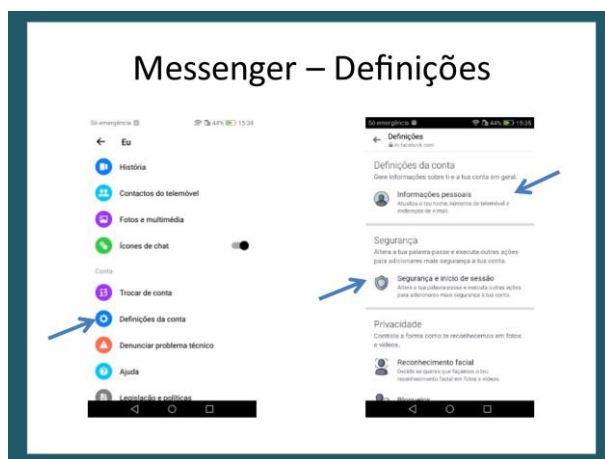 Messenger – Definições
Só emergência 44% 15:34
Eu
História
Contactos do telemóvel
Fotos e multimédia
Ícones de chat
Conta
Trocar de conta
Definições da conta
Denunciar problema técnico
Ajuda
Legislação e políticas
Só emergência 44% 15:35
Definições
m.facebook.com
Definições da conta
Gere informações sobre ti e a tua conta em geral.
Informações pessoais
Atualiza o teu nome, números de telemóvel e
endereços de e-mail.
Segurança
Altera a tua palavra-passe e executa outras ações
para adicionares mais segurança à tua conta.
Segurança e início de sessão
Altera a tua palavra-passe e executa outras ações
para adicionares mais segurança à tua conta.
Privacidade
Controla a forma como te reconhecemos em fotos
e vídeos.
Reconhecimento facial
Decide se queres que façamos o teu
reconhecimento facial em fotos e vídeos.
Bloqueios